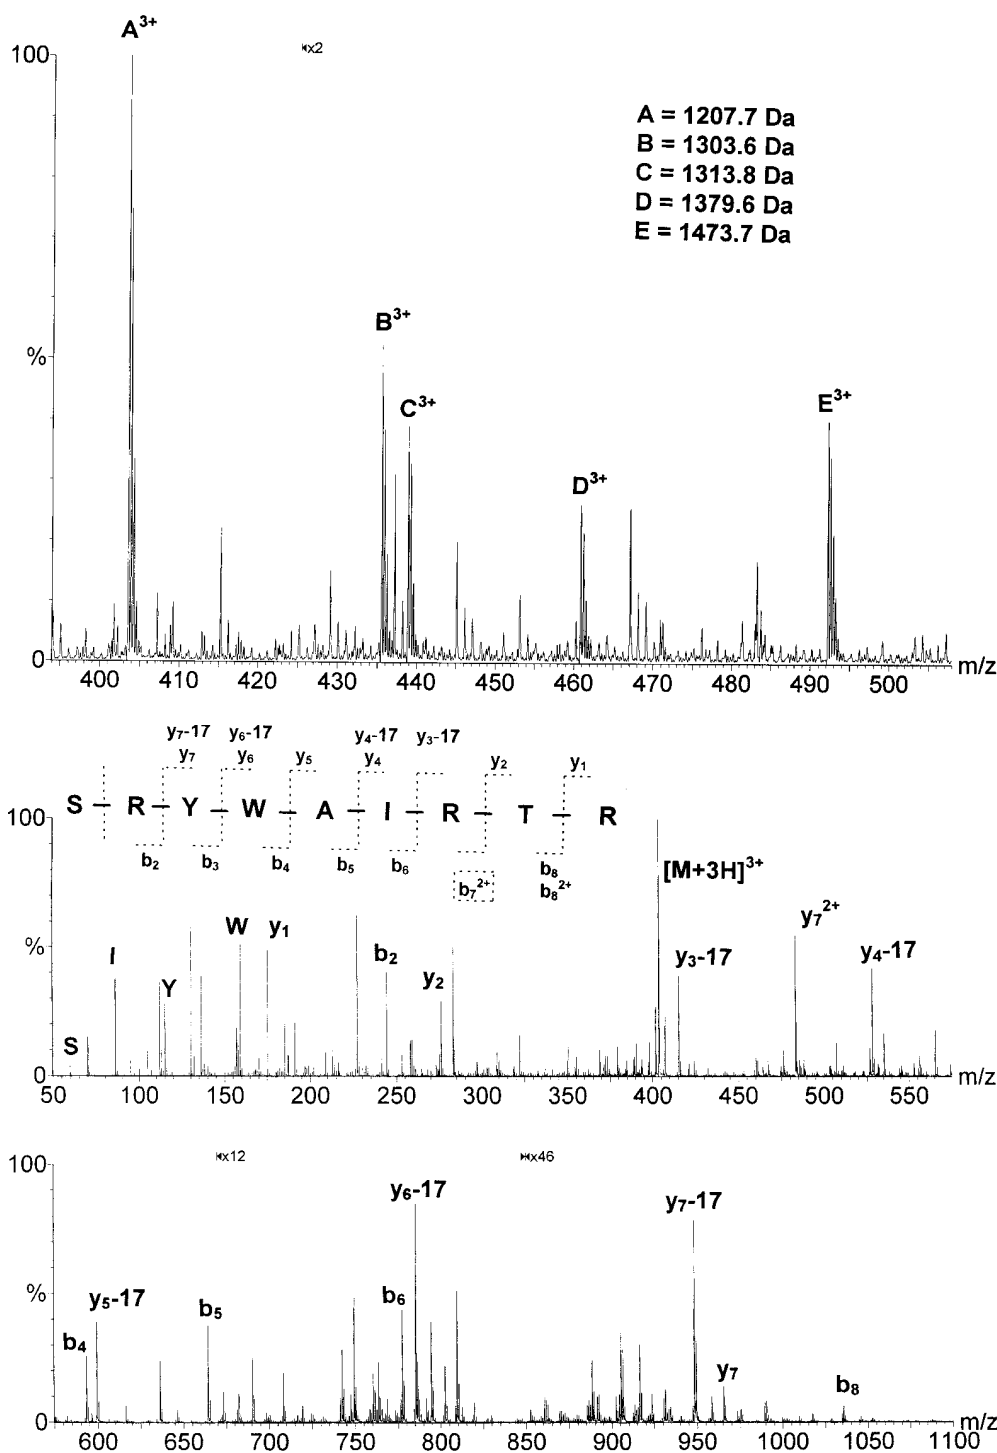 A3+
100
x2
A = 1207.7 Da
B = 1303.6 Da
C = 1313.8 Da
D = 1379.6 Da
E = 1473.7 Da
B3+
%
C3+
E3+
D3+
0
400 410 420 430 440 450 460 470 480 490 500 m/z
y7-17 y6-17 y4-17 y3-17
y7 y6 y5 y4 y2 y1
100
S R Y W A I R T R
b2 b3 b4 b5 b6 b8
b7 2+ b8 2+
[M+3H]3+
y7 2+
%
I W y1 b2 y3-17 y4-17
Y y2
S
0
50 100 150 200 250 300 350 400 450 500 550 m/z
100
x12 x46
y6-17 y7-17
%
y5-17 b5 b6
b4
y7 b8
0
600 650 700 750 800 850 900 950 1000 1050 1100 m/z